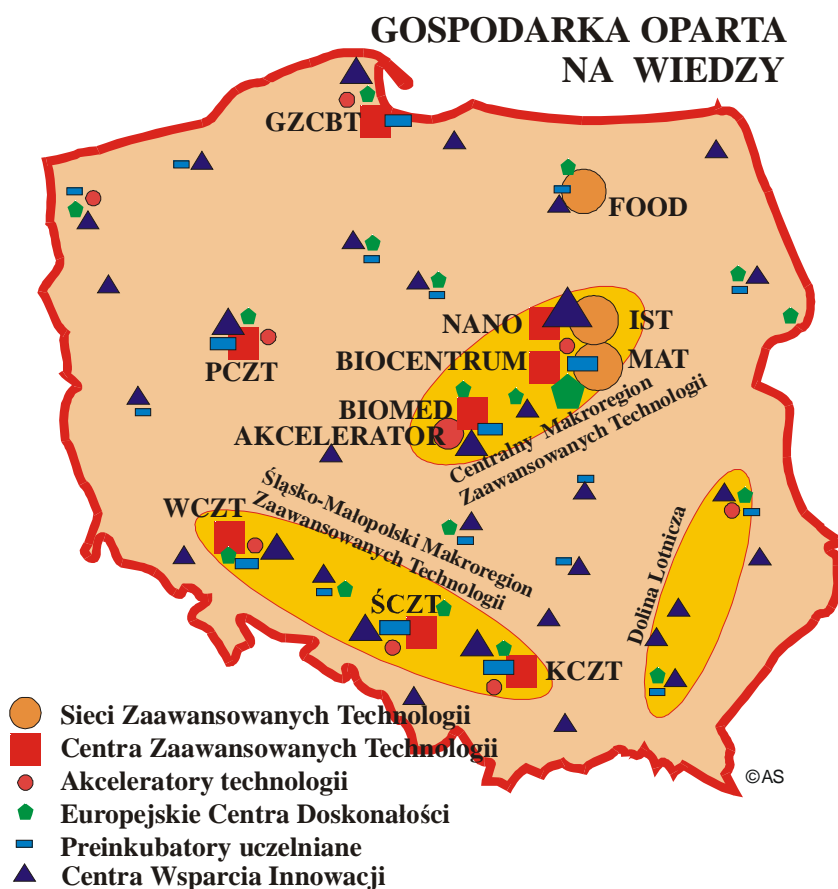 GOSPODARKA OPARTA
NA WIEDZY
GZCBT
FOOD
NANO
IST
BIOCENTRUM
MAT
PCZT
BIOMED
AKCELERATOR
Centralny Makroregion
Zaawansowanych Technologii
Śląsko-Małopolski Makroregion
Zaawansowanych Technologii
WCZT
Dolina Lotnicza
ŚCZT
KCZT
Sieci Zaawansowanych Technologii
Centra Zaawansowanych Technologii
Akceleratory technologii
Europejskie Centra Doskonałości
Preinkubatory uczelniane
Centra Wsparcia Innowacji
©AS